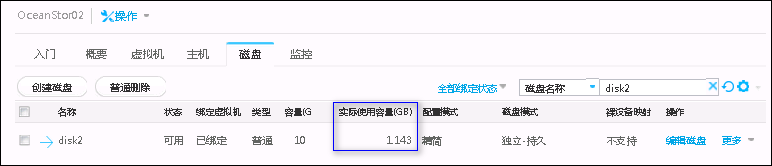 OceanStor02 操作
入门 概要 虚拟机 主机 磁盘 监控
创建磁盘 普通删除 全部绑定状态 磁盘名称 disk2
名称 状态 绑定虚拟机 类型 容量(G 实际使用容量(GB) 配置模式 磁盘模式 裸设备映射 操作
disk2 可用 已绑定 普通 10 1.143 精简 独立-持久 不支持 编辑磁盘 更多